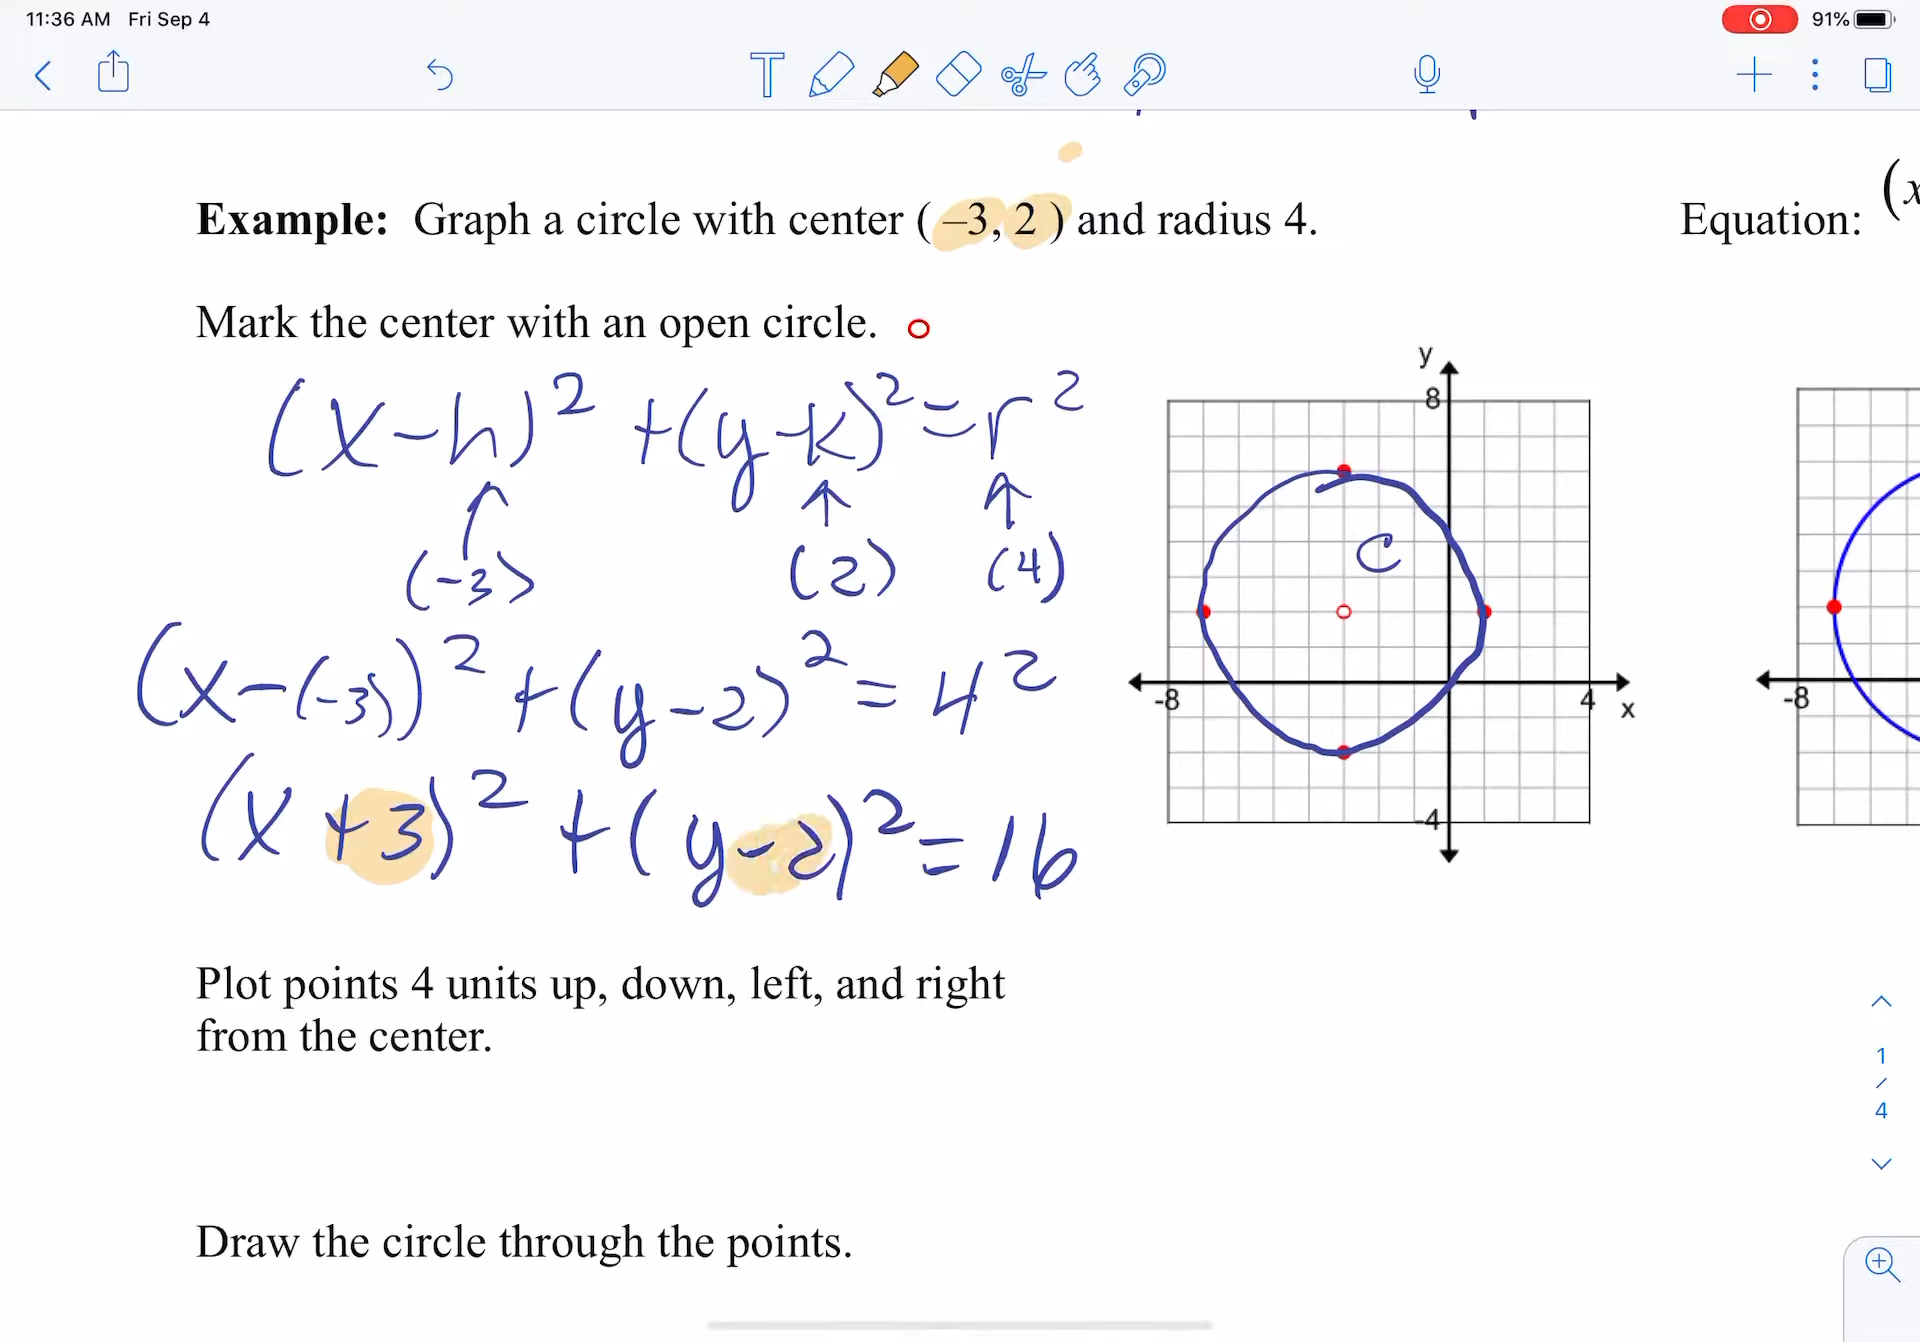 11:36 AM Fri Sep 4
91%
Example: Graph a circle with center (–3, 2) and radius 4.
Equation: (x
Mark the center with an open circle.
(x-h)² +(y-k)²=r²
(-3) (2) (4)
(x-(-3))² +(y-2)² = 4²
(x +3)² + (y-2)² = 16
y
8
C
-8
4
x
-4
-8
Plot points 4 units up, down, left, and right
from the center.
1
/
4
Draw the circle through the points.